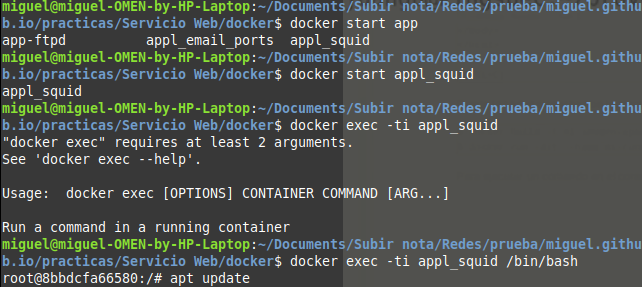 miguel@miguel-OMEN-by-HP-Laptop:~/Documents/Subir nota/Redes/prueba/miguel.githu
b.io/practicas/Servicio Web/docker$ docker start app
app-ftpd          appl_email_ports  appl_squid
miguel@miguel-OMEN-by-HP-Laptop:~/Documents/Subir nota/Redes/prueba/miguel.githu
b.io/practicas/Servicio Web/docker$ docker start appl_squid
appl_squid
miguel@miguel-OMEN-by-HP-Laptop:~/Documents/Subir nota/Redes/prueba/miguel.githu
b.io/practicas/Servicio Web/docker$ docker exec -ti appl_squid
"docker exec" requires at least 2 arguments.
See 'docker exec --help'.
Usage:  docker exec [OPTIONS] CONTAINER COMMAND [ARG...]
Run a command in a running container
miguel@miguel-OMEN-by-HP-Laptop:~/Documents/Subir nota/Redes/prueba/miguel.githu
b.io/practicas/Servicio Web/docker$ docker exec -ti appl_squid /bin/bash
root@8bbdcfa66580:/# apt update